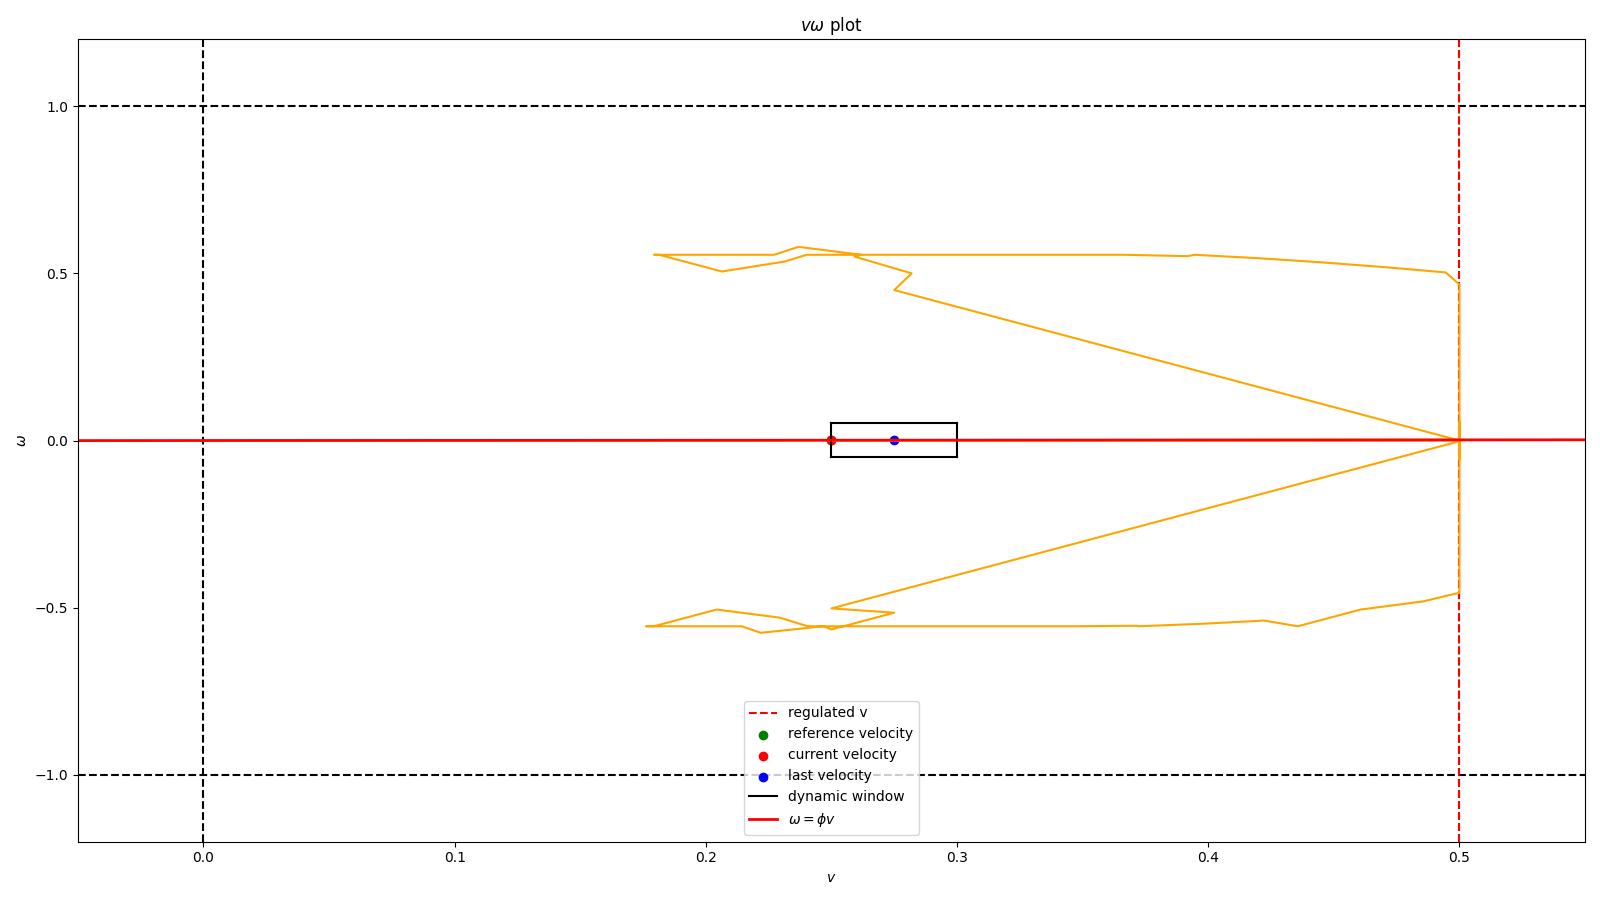 vω plot
1.0
0.5
0.0
−0.5
−1.0
ω
regulated v
reference velocity
current velocity
last velocity
dynamic window
ω = ϕv
0.0 0.1 0.2 0.3 0.4 0.5
v